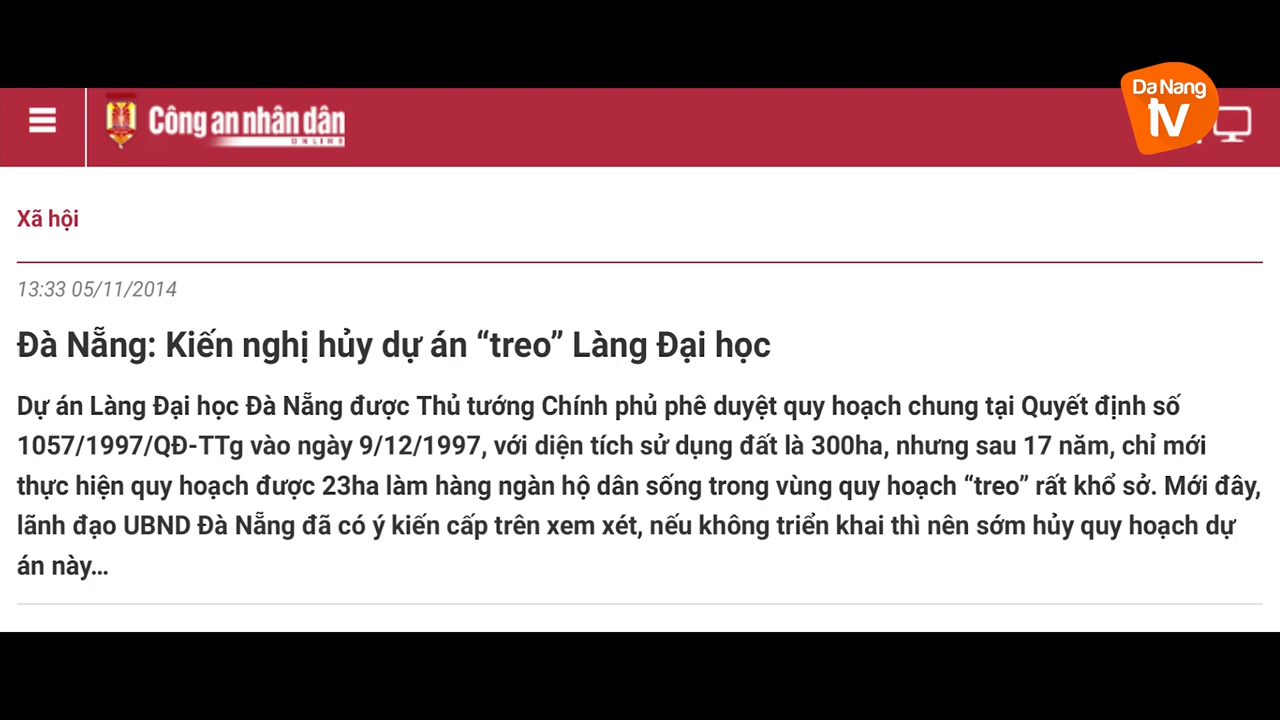 Da Nang
tv
Công an nhân dân
ONLINE
Xã hội
13:33 05/11/2014
Đà Nẵng: Kiến nghị hủy dự án “treo” Làng Đại học
Dự án Làng Đại học Đà Nẵng được Thủ tướng Chính phủ phê duyệt quy hoạch chung tại Quyết định số
1057/1997/QĐ-TTg vào ngày 9/12/1997, với diện tích sử dụng đất là 300ha, nhưng sau 17 năm, chỉ mới
thực hiện quy hoạch được 23ha làm hàng ngàn hộ dân sống trong vùng quy hoạch “treo” rất khổ sở. Mới đây,
lãnh đạo UBND Đà Nẵng đã có ý kiến cấp trên xem xét, nếu không triển khai thì nên sớm hủy quy hoạch dự
án này...